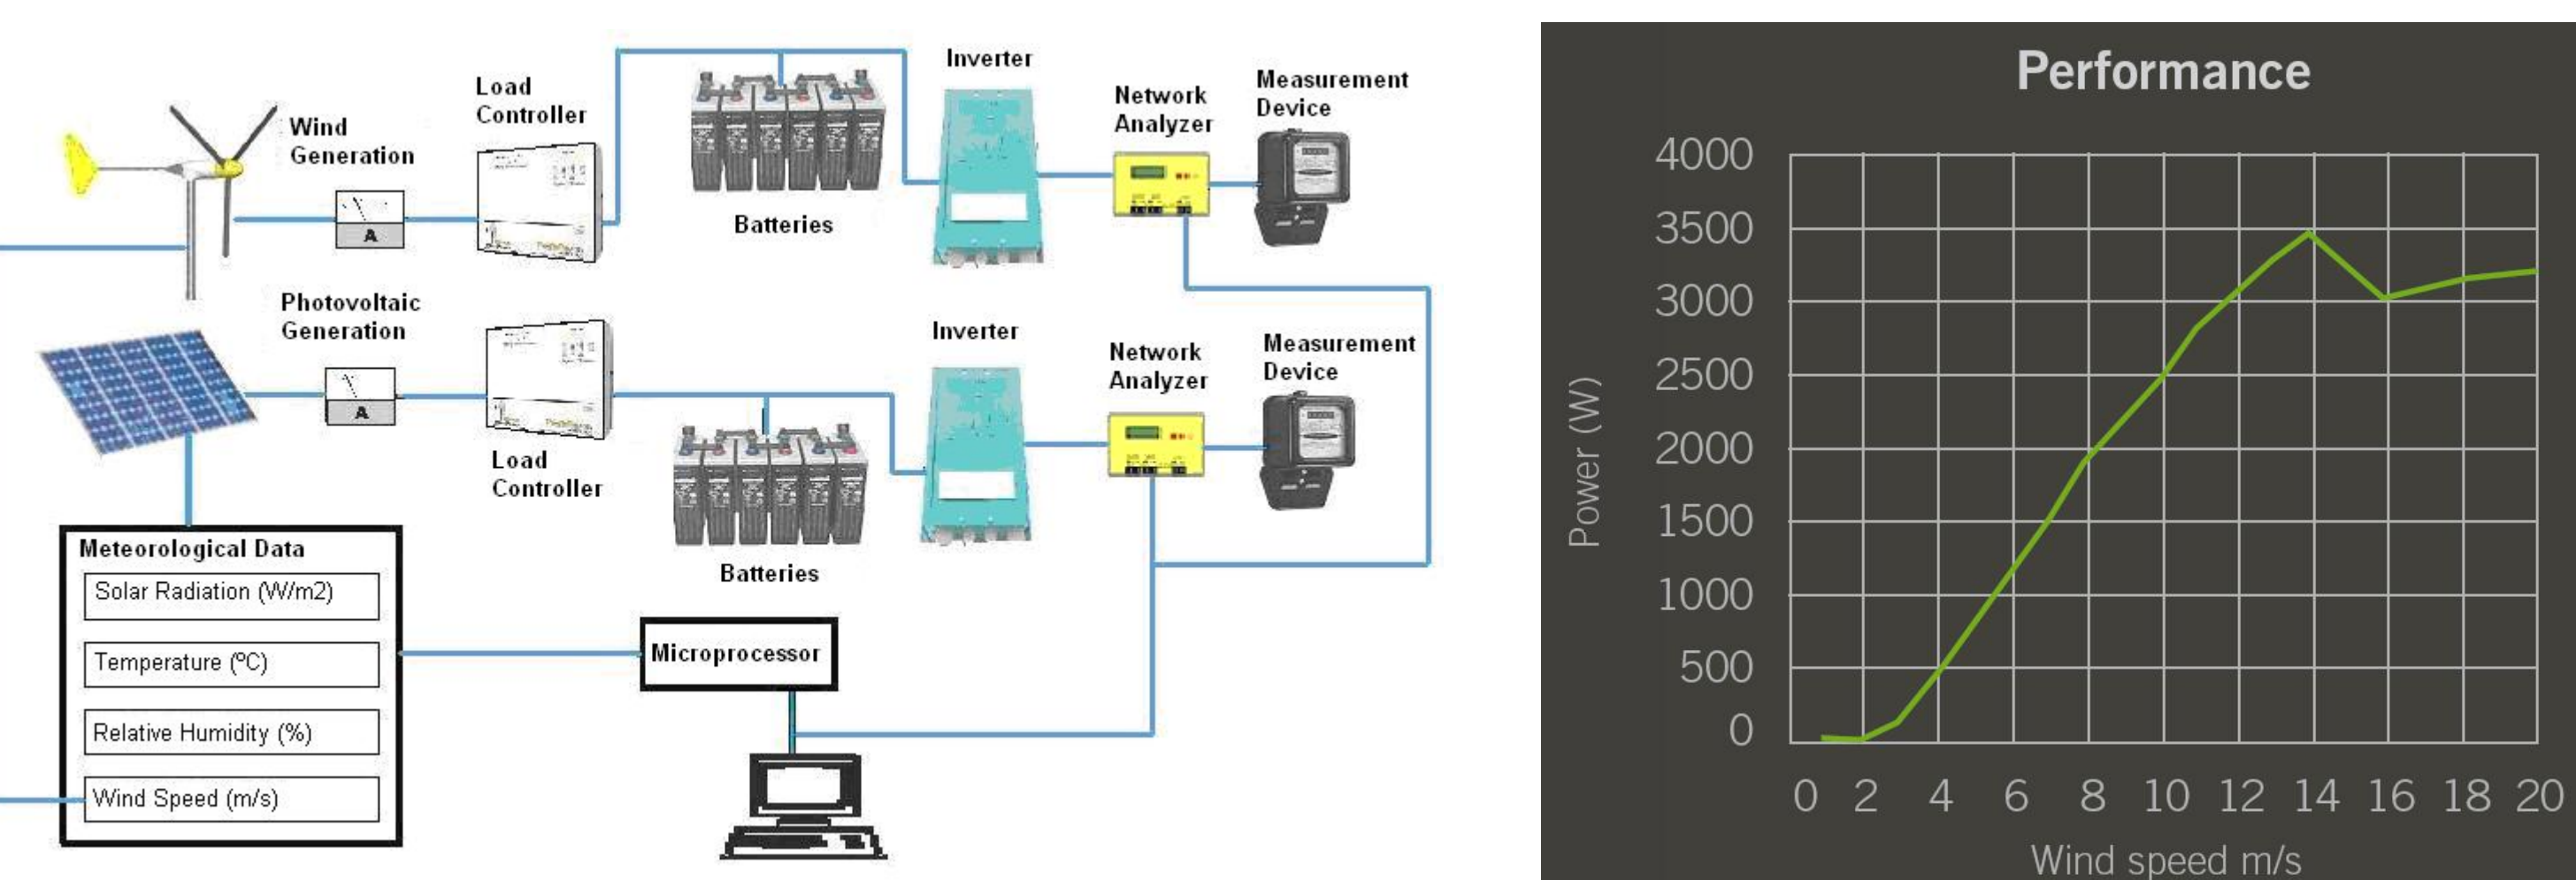 Wind
Generation
A
Load
Controller
Batteries
Inverter
Network
Analyzer
Measurement
Device
Photovoltaic
Generation
A
Load
Controller
Batteries
Inverter
Network
Analyzer
Measurement
Device
Meteorological Data
Solar Radiation (W/m2)
Temperature (ºC)
Relative Humidity (%)
Wind Speed (m/s)
Microprocessor
Performance
Power (W)
4000
3500
3000
2500
2000
1500
1000
500
0
0 2 4 6 8 10 12 14 16 18 20
Wind speed m/s